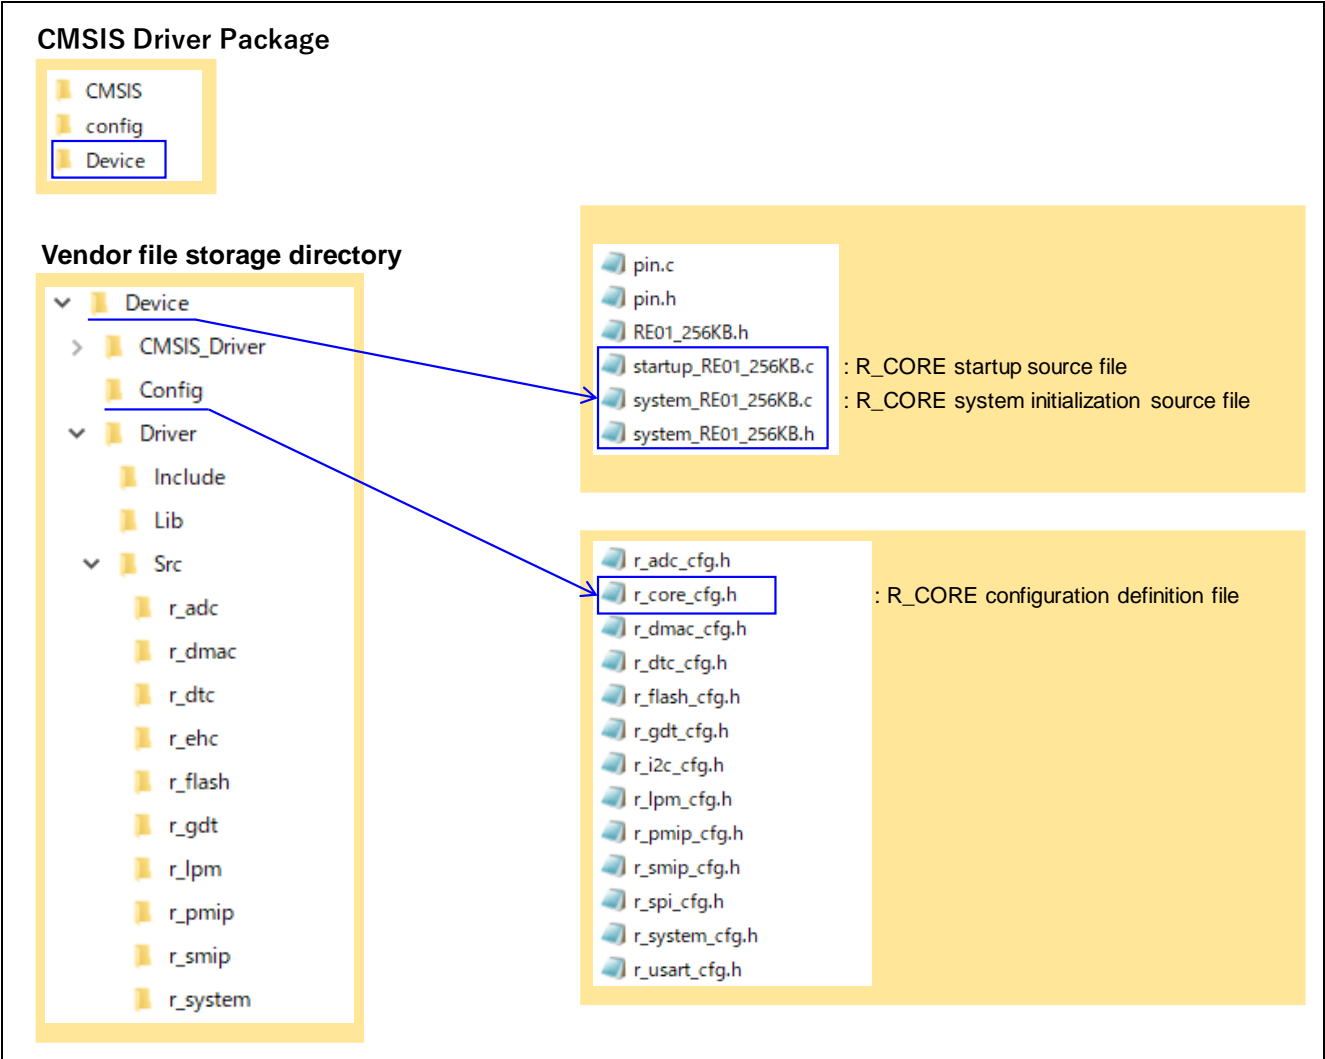 CMSIS Driver Package
CMSIS
config
Device
Vendor file storage directory
Device
CMSIS_Driver
Config
Driver
Include
Lib
Src
r_adc
r_dmac
r_dtc
r_ehc
r_flash
r_gdt
r_lpm
r_pmip
r_smip
r_system
pin.c
pin.h
RE01_256KB.h
startup_RE01_256KB.c : R_CORE startup source file
system_RE01_256KB.c : R_CORE system initialization source file
system_RE01_256KB.h
r_adc_cfg.h
r_core_cfg.h : R_CORE configuration definition file
r_dmac_cfg.h
r_dtc_cfg.h
r_flash_cfg.h
r_gdt_cfg.h
r_i2c_cfg.h
r_lpm_cfg.h
r_pmip_cfg.h
r_smip_cfg.h
r_spi_cfg.h
r_system_cfg.h
r_usart_cfg.h